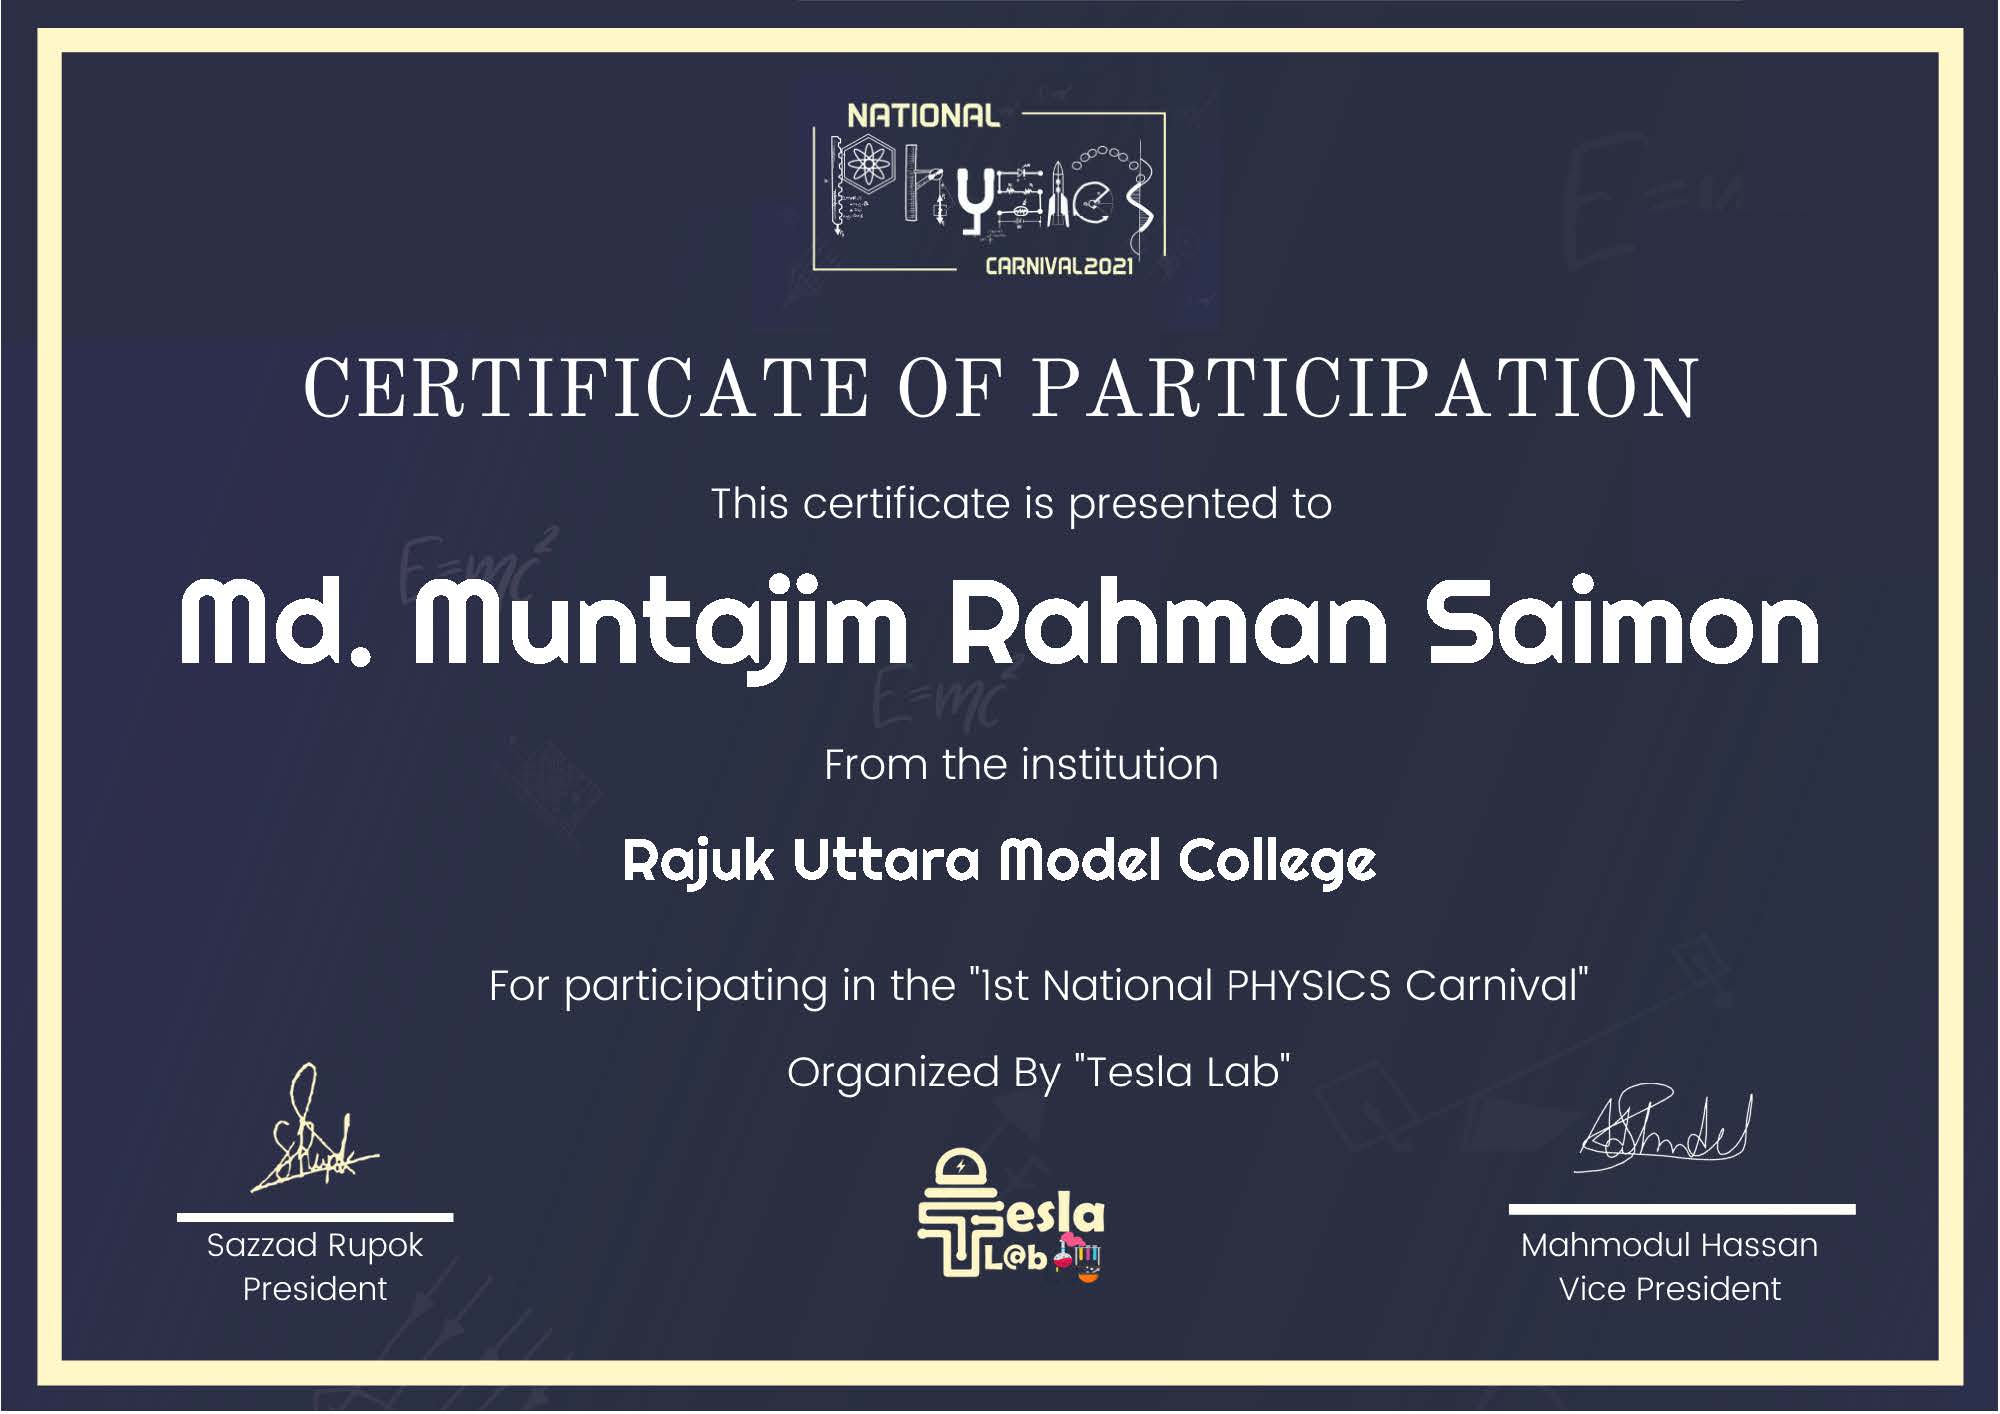 NATIONAL
PhYSICS
CARNIVAL2021
CERTIFICATE OF PARTICIPATION
This certificate is presented to
E=mc²
Md. Muntajim Rahman Saimon
E=mc²
From the institution
Rajuk Uttara Model College
For participating in the "1st National PHYSICS Carnival"
Organized By "Tesla Lab"
Tesla
L@b
Sazzad Rupok
President
Mahmodul Hassan
Vice President